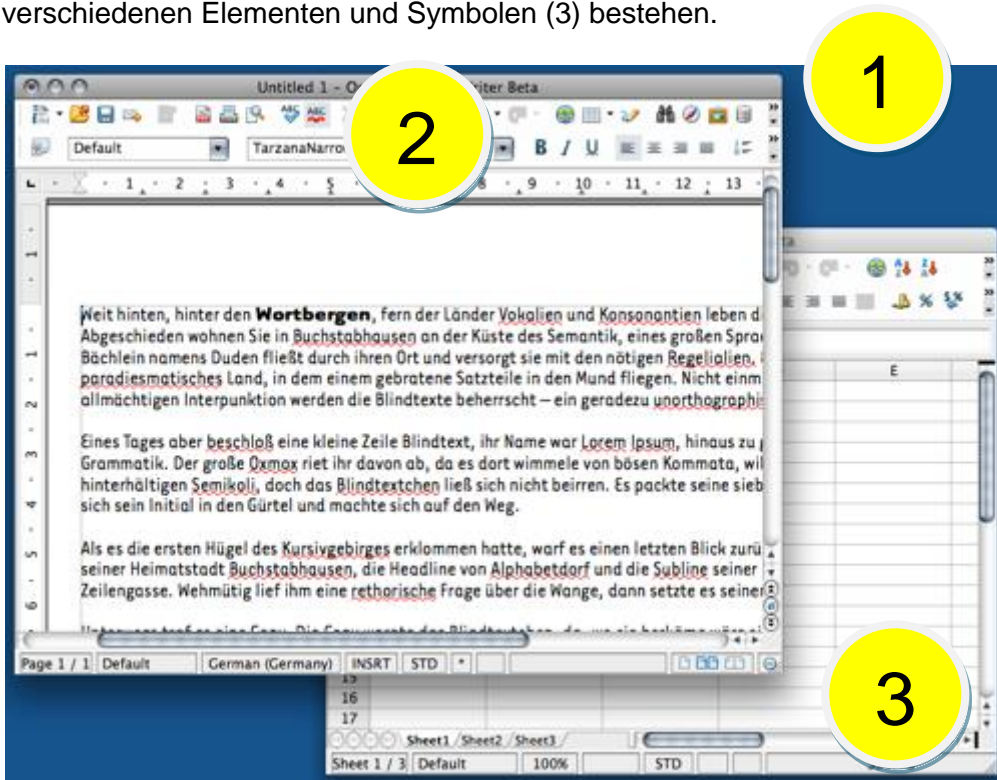 verschiedenen Elementen und Symbolen (3) bestehen.
1
Untitled 1 - Beta
2
Default
TarzanaNarro
B I U
1 2 3 4 5 8 9 10 11 12 13
Weit hinten, hinter den Wortbergen, fern der Länder Vokalien und Konsonantien leben d
Abgeschieden wohnen Sie in Buchstabhausen an der Küste des Semantik, eines großen Spra
Bächlein namens Duden fließt durch ihren Ort und versorgt sie mit den nötigen Regelialien.
paradiesmatisches Land, in dem einem gebratene Satzteile in den Mund fliegen. Nicht einm
allmächtigen Interpunktion werden die Blindtexte beherrscht – ein geradezu unorthographi
Eines Tages aber beschloß eine kleine Zeile Blindtext, ihr Name war Lorem Ipsum, hinaus zu
Grammatik. Der große Oxmox riet ihr davon ab, da es dort wimmele von bösen Kommata, wil
hinterhältigen Semikoli, doch das Blindtextchen ließ sich nicht beirren. Es packte seine sieb
sich sein Initial in den Gürtel und machte sich auf den Weg.
Als es die ersten Hügel des Kursivgebirges erklommen hatte, warf es einen letzten Blick zurü
seiner Heimatstadt Buchstabhausen, die Headline von Alphabetdorf und die Subline seiner
Zeilengasse. Wehmütig lief ihm eine rethorische Frage über die Wange, dann setzte es seinen
Page 1 / 1 Default German (Germany) INSRT STD *
E
15
16
17
3
Sheet1 Sheet2 Sheet3
Sheet 1 / 3 Default 100% STD